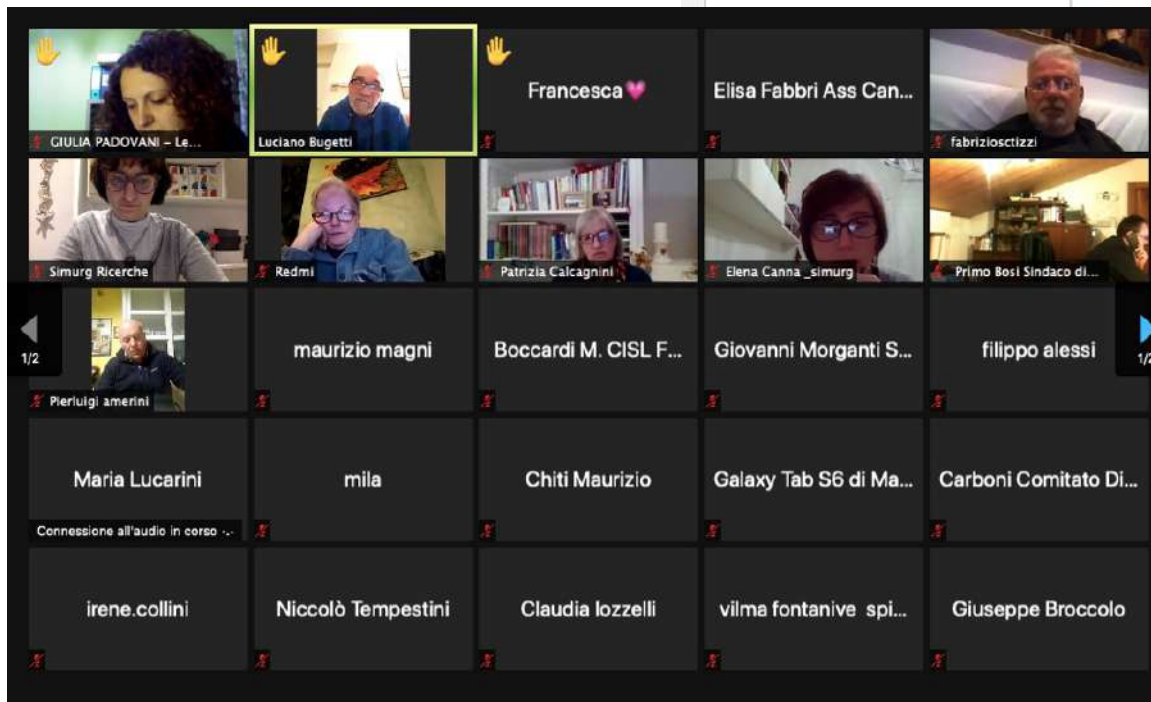 GIULIA PADOVANI – Le...
Luciano Bugetti
Francesca
Elisa Fabbri Ass Can...
fabriziosctizzi
Simurg Ricerche
Redmi
Patrizia Calcagnini
Elena Canna _simurg
Primo Bosi Sindaco di...
1/2
Pierluigi amerini
maurizio magni
Boccardi M. CISL F...
Giovanni Morganti S...
filippo alessi
1/2
Maria Lucarini
Connessione all'audio in corso ...
mila
Chiti Maurizio
Galaxy Tab S6 di Ma...
Carboni Comitato Di...
irene.collini
Niccolò Tempestini
Claudia Iozzelli
vilma fontanive spi...
Giuseppe Broccolo